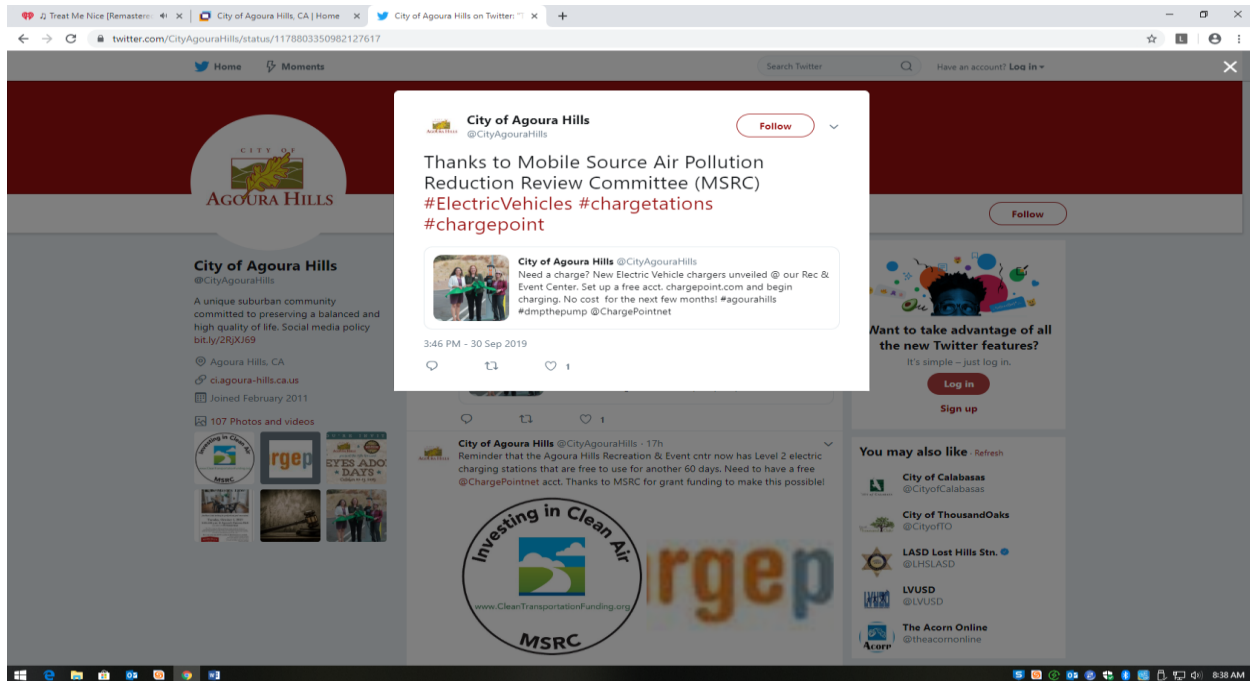 Treat Me Nice [Remastere
City of Agoura Hills, CA | Home
City of Agoura Hills on Twitter: "T
twitter.com/CityAgouraHills/status/1178803350982127617
Home
Moments
Search Twitter
Have an account? Log in
CITY OF
AGOURA HILLS
Follow
City of Agoura Hills
@CityAgouraHills
A unique suburban community
committed to preserving a balanced and
high quality of life. Social media policy
bit.ly/2RjXJ69
Agoura Hills, CA
ci.agoura-hills.ca.us
Joined February 2011
107 Photos and videos
Investing in Clean Air
MSRC
rgep
EYES ADO
DAYS
City of Agoura Hills
@CityAgouraHills
Follow
Thanks to Mobile Source Air Pollution
Reduction Review Committee (MSRC)
#ElectricVehicles #chargetations
#chargepoint
City of Agoura Hills @CityAgouraHills
Need a charge? New Electric Vehicle chargers unveiled @ our Rec &
Event Center. Set up a free acct. chargepoint.com and begin
charging. No cost for the next few months! #agourahills
#dmpthepump @ChargePointnet
3:46 PM - 30 Sep 2019
1
1
City of Agoura Hills @CityAgouraHills · 17h
Reminder that the Agoura Hills Recreation & Event cntr now has Level 2 electric
charging stations that are free to use for another 60 days. Need to have a free
@ChargePointnet acct. Thanks to MSRC for grant funding to make this possible!
Investing in Clean Air
www.CleanTransportationFunding.org
MSRC
rgep
Want to take advantage of all
the new Twitter features?
It's simple – just log in.
Log in
Sign up
You may also like · Refresh
City of Calabasas
@CityofCalabasas
City of ThousandOaks
@CityofTO
LASD Lost Hills Stn.
@LHSLASD
LVUSD
@LVUSD
Acorn
The Acorn Online
@theacornonline
8:38 AM